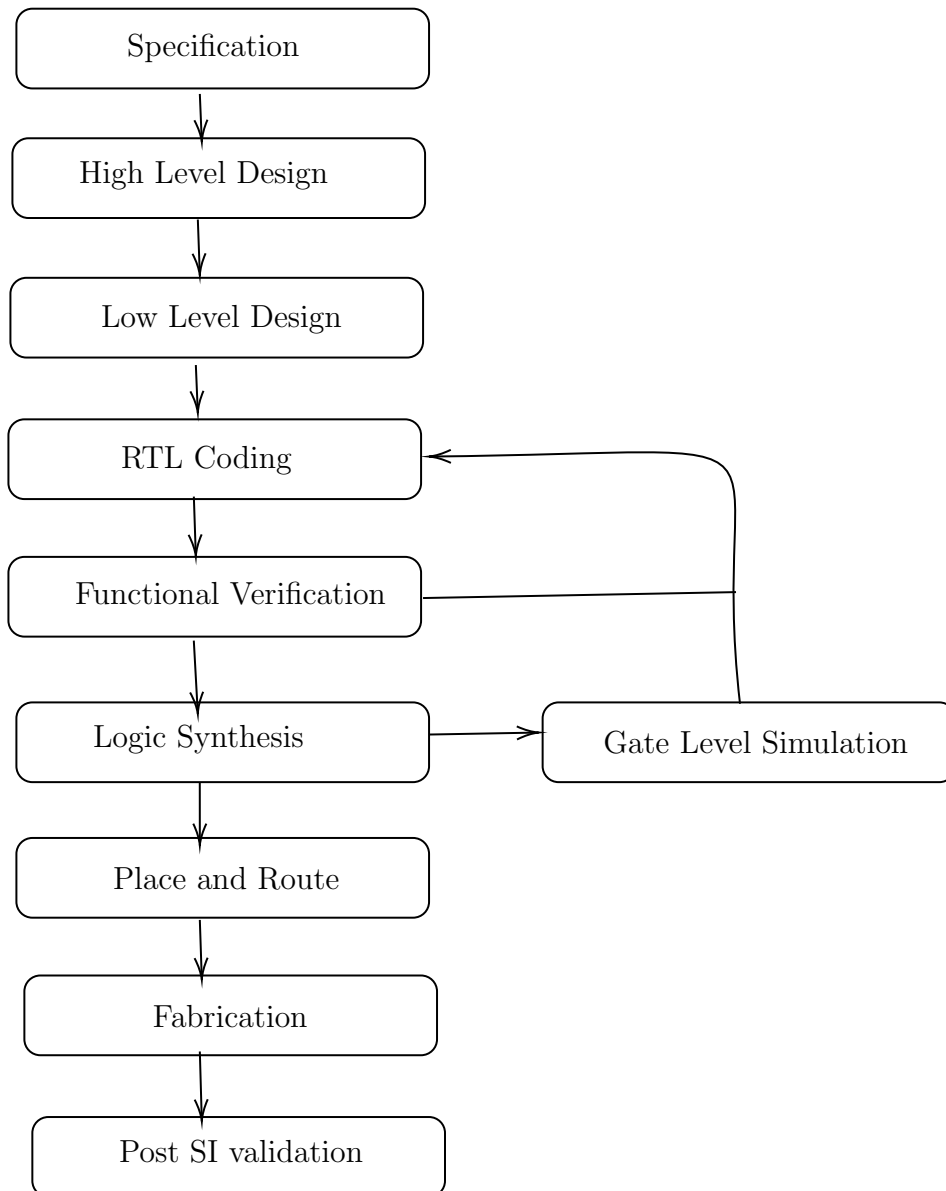 Specification
High Level Design
Low Level Design
RTL Coding
Functional Verification
Logic Synthesis
Gate Level Simulation
Place and Route
Fabrication
Post SI validation